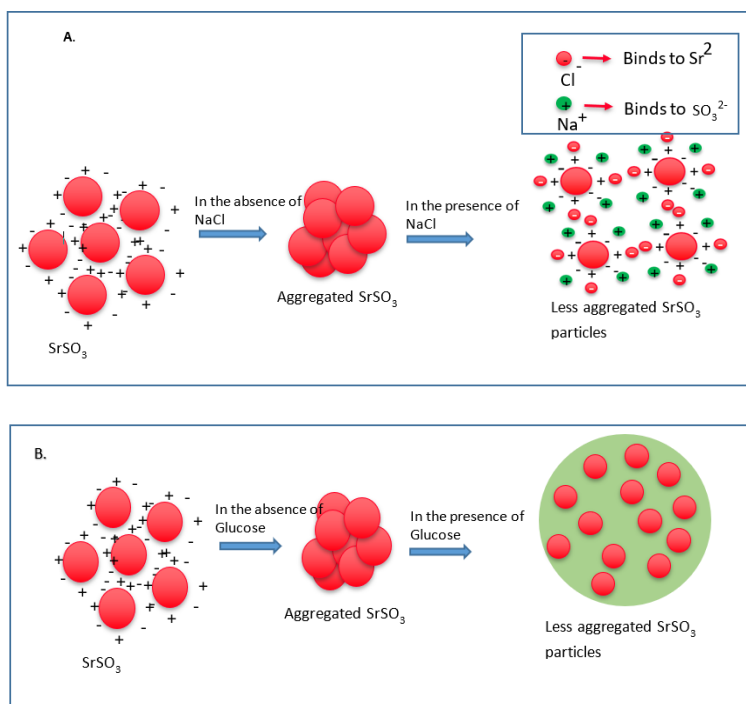 A.
- Binds to Sr2
Cl-
+ Binds to SO₃²⁻
Na+
In the absence of
NaCl
In the presence of
NaCl
SrSO₃
Aggregated SrSO₃
Less aggregated SrSO₃
particles
B.
In the absence of
Glucose
In the presence of
Glucose
SrSO₃
Aggregated SrSO₃
Less aggregated SrSO₃
particles